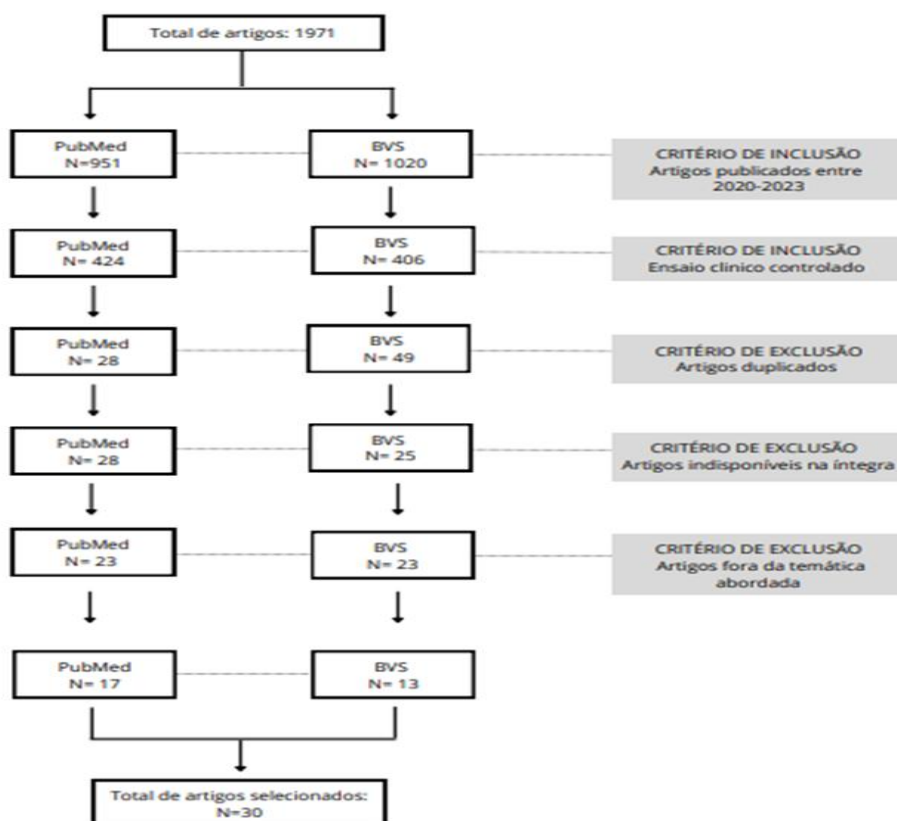 Total de artigos: 1971
PubMed
N=951
BVS
N= 1020
CRITÉRIO DE INCLUSÃO
Artigos publicados entre
2020-2023
PubMed
N= 424
BVS
N= 406
CRITÉRIO DE INCLUSÃO
Ensaio clinico controlado
PubMed
N= 28
BVS
N= 49
CRITÉRIO DE EXCLUSÃO
Artigos duplicados
PubMed
N= 28
BVS
N= 25
CRITÉRIO DE EXCLUSÃO
Artigos indisponíveis na íntegra
PubMed
N= 23
BVS
N= 23
CRITÉRIO DE EXCLUSÃO
Artigos fora da temática
abordada
PubMed
N= 17
BVS
N= 13
Total de artigos selecionados:
N=30